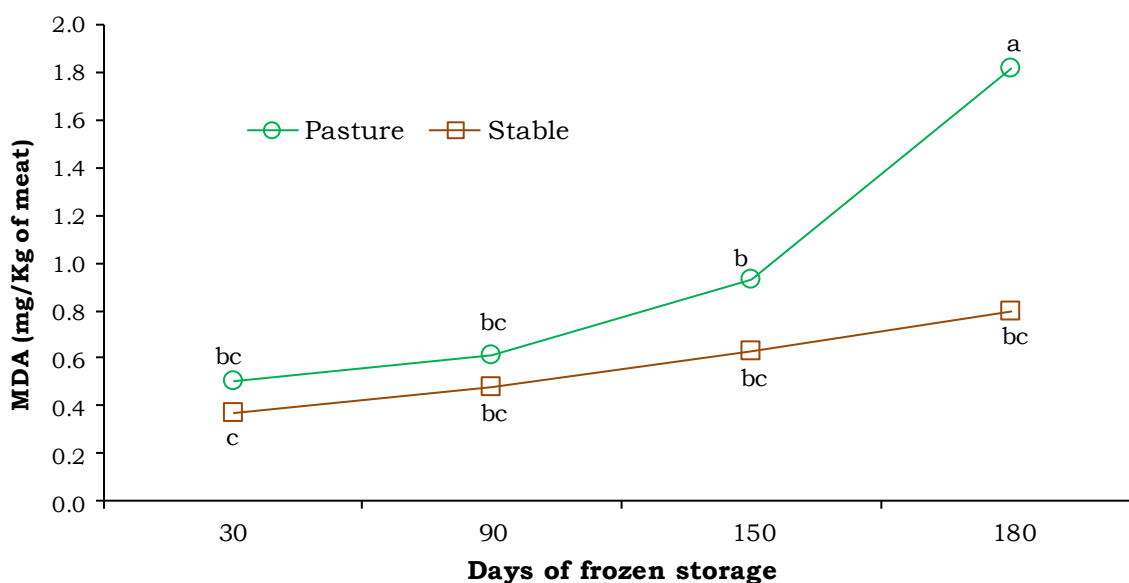 2.0
1.8
1.6
1.4
1.2
1.0
0.8
0.6
0.4
0.2
0.0
MDA (mg/Kg of meat)
Pasture Stable
a
b
bc
bc
bc
bc
bc
c
30 90 150 180
Days of frozen storage